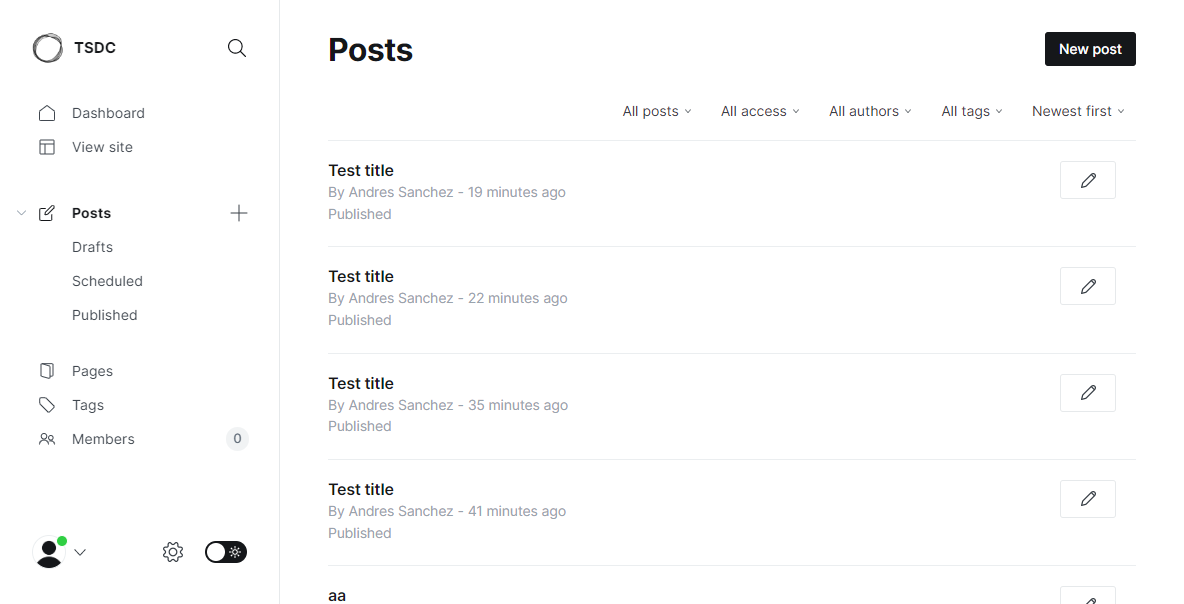 TSDC
Dashboard
View site
Posts
Drafts
Scheduled
Published
Pages
Tags
Members
0
Posts
New post
All posts
All access
All authors
All tags
Newest first
Test title
By Andres Sanchez - 19 minutes ago
Published
Test title
By Andres Sanchez - 22 minutes ago
Published
Test title
By Andres Sanchez - 35 minutes ago
Published
Test title
By Andres Sanchez - 41 minutes ago
Published
aa